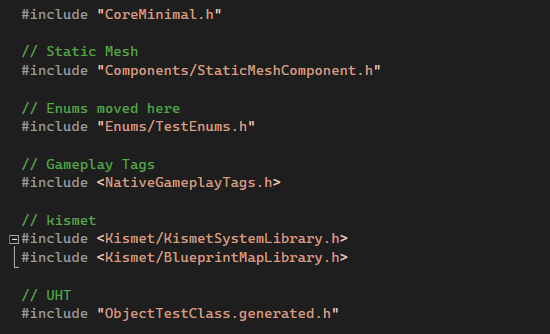 #include "CoreMinimal.h"
// Static Mesh
#include "Components/StaticMeshComponent.h"
// Enums moved here
#include "Enums/TestEnums.h"
// Gameplay Tags
#include <NativeGameplayTags.h>
// kismet
#include <Kismet/KismetSystemLibrary.h>
#include <Kismet/BlueprintMapLibrary.h>
// UHT
#include "ObjectTestClass.generated.h"